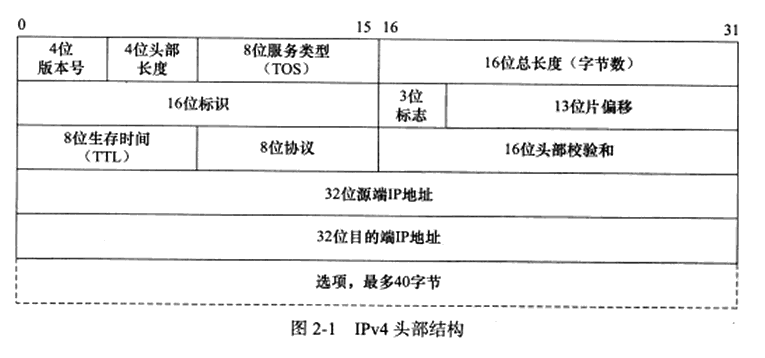 0 15 16 31
4位 4位头部 8位服务类型 16位总长度（字节数）
版本号 长度 （TOS）
16位标识 3位 13位片偏移
标志
8位生存时间 8位协议 16位头部校验和
（TTL）
32位源端IP地址
32位目的端IP地址
选项，最多40字节
图 2-1 IPv4 头部结构